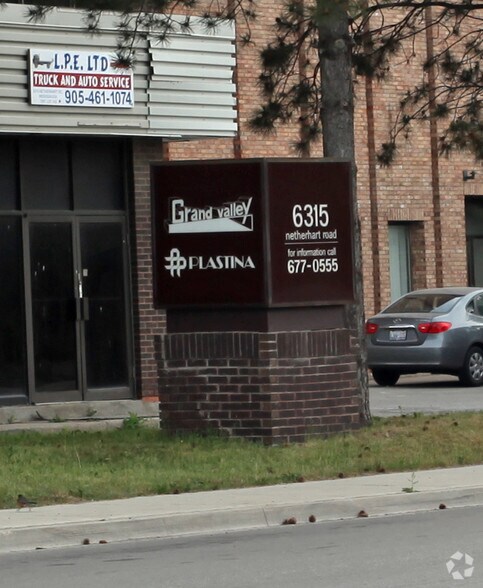 L.P.E. LTD
TRUCK AND AUTO SERVICE
905-461-1074
Grand valley
PLASTINA
6315
netherhart road
for information call
677-0555